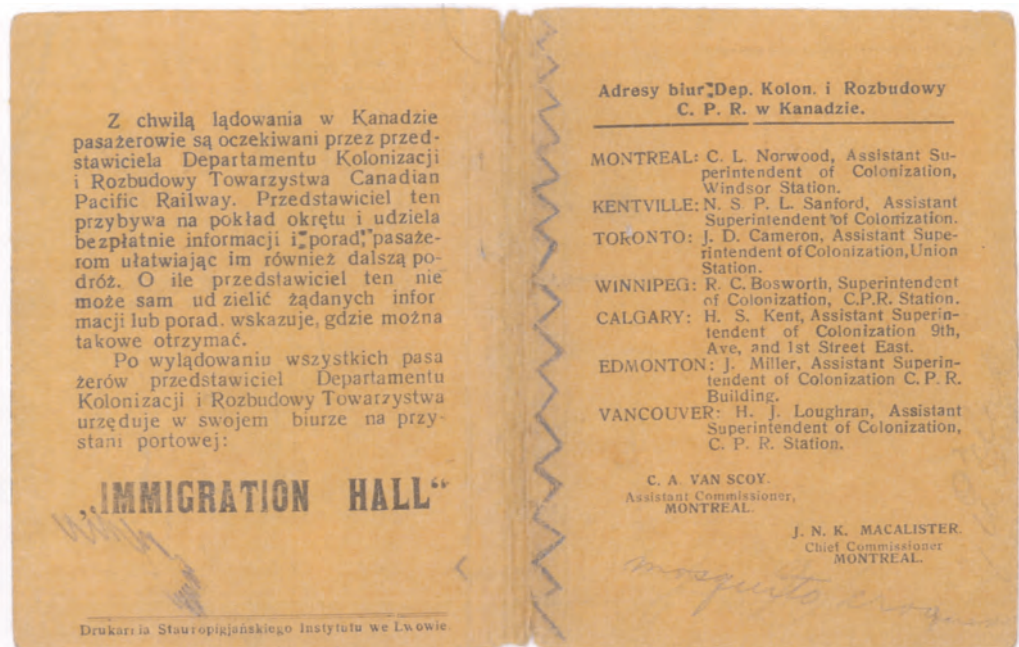 Z chwilą lądowania w Kanadzie
pasażerowie są oczekiwani przez przed-
stawiciela Departamentu Kolonizacji
i Rozbudowy Towarzystwa Canadian
Pacific Railway. Przedstawiciel ten
przybywa na pokład okrętu i udziela
bezpłatnie informacji i porad, pasaże-
rom ułatwiając im również dalszą po-
dróż. O ile przedstawiciel ten nie
może sam ud zielić żądanych infor
macji lub porad. wskazuje, gdzie można
takowe otrzymać.
Po wylądowaniu wszystkich pasa
żerów przedstawiciel Departamentu
Kolonizacji i Rozbudowy Towarzystwa
urzęduje w swojem biurze na przy-
stani portowej:
„IMMIGRATION HALL“
Drukarria Stauropigjańskiego Instytutu we Lwowie
Adresy biur Dep. Kolon. i Rozbudowy
C. P. R. w Kanadzie.
MONTREAL: C. L. Norwood, Assistant Su-
perintendent of Colonization,
Windsor Station.
KENTVILLE: N. S. P. L. Sanford, Assistant
Superintendent of Colonization.
TORONTO: J. D. Cameron, Assistant Supe-
rintendent of Colonization, Union
Station.
WINNIPEG: R. C. Bosworth, Superintendent
of Colonization, C.P.R. Station.
CALGARY: H. S. Kent, Assistant Superin-
tendent of Colonization 9th,
Ave, and 1st Street East.
EDMONTON: J. Miller, Assistant Superin-
tendent of Colonization C. P. R.
Building.
VANCOUVER: H. J. Loughran, Assistant
Superintendent of Colonization,
C. P. R. Station.
C. A. VAN SCOY.
Assistant Commissioner,
MONTREAL.
J. N. K. MACALISTER.
Chief Commissioner
MONTREAL.
mosquito